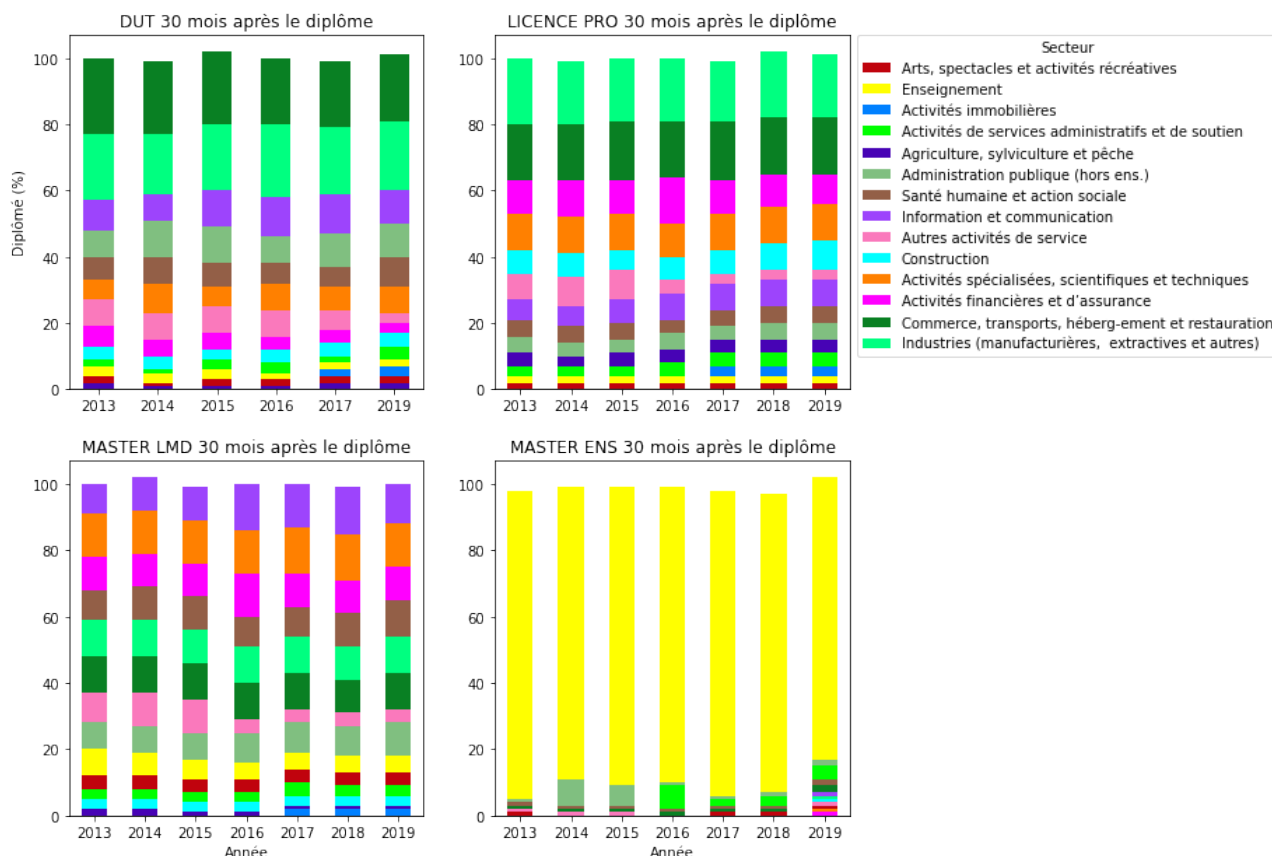 DUT 30 mois après le diplôme
100
80
60
40
20
0
Diplômé (%)
2013 2014 2015 2016 2017 2019
LICENCE PRO 30 mois après le diplôme
100
80
60
40
20
0
2013 2014 2015 2016 2017 2018 2019
Secteur
Arts, spectacles et activités récréatives
Enseignement
Activités immobilières
Activités de services administratifs et de soutien
Agriculture, sylviculture et pêche
Administration publique (hors ens.)
Santé humaine et action sociale
Information et communication
Autres activités de service
Construction
Activités spécialisées, scientifiques et techniques
Activités financières et d’assurance
Commerce, transports, héberg-ement et restauration
Industries (manufacturières,  extractives et autres)
MASTER LMD 30 mois après le diplôme
100
80
60
40
20
0
2013 2014 2015 2016 2017 2018 2019
Année
MASTER ENS 30 mois après le diplôme
100
80
60
40
20
0
2013 2014 2015 2016 2017 2018 2019
Année